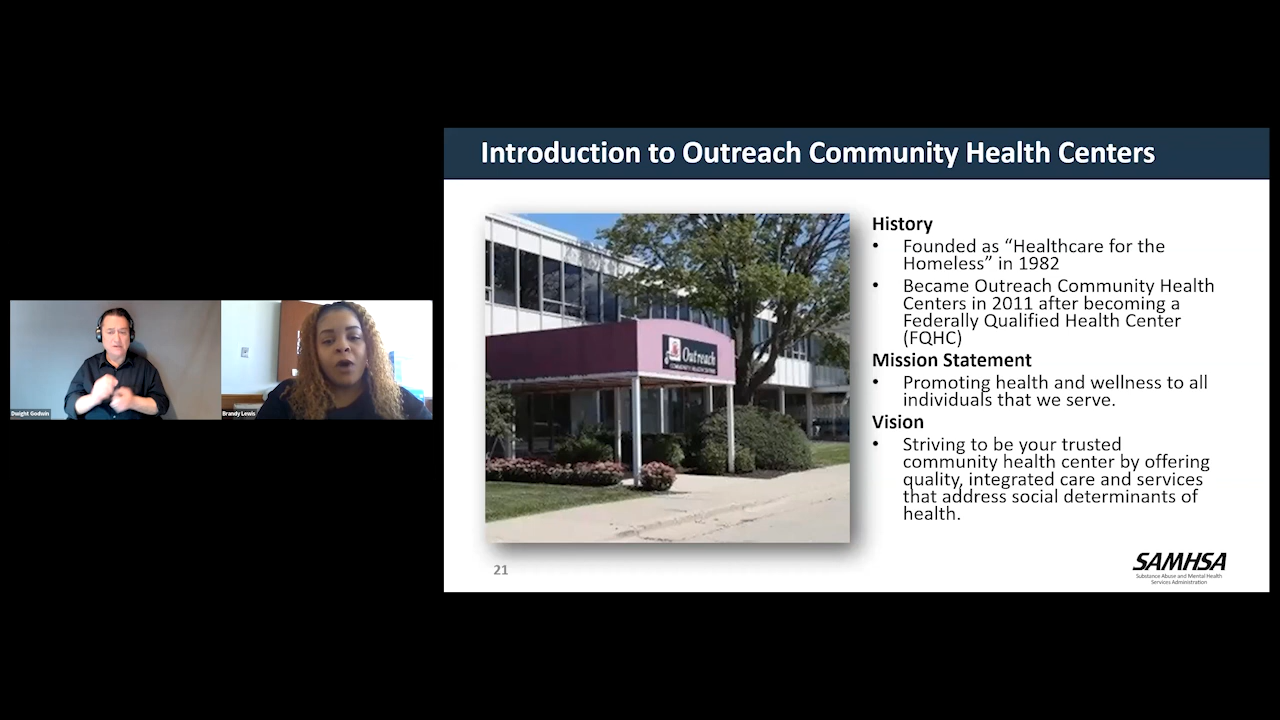 Introduction to Outreach Community Health Centers
History
• Founded as “Healthcare for the
Homeless” in 1982
• Became Outreach Community Health
Centers in 2011 after becoming a
Federally Qualified Health Center
(FQHC)
Mission Statement
• Promoting health and wellness to all
individuals that we serve.
Vision
• Striving to be your trusted
community health center by offering
quality, integrated care and services
that address social determinants of
health.
Outreach
COMMUNITY HEALTH CENTERS
Dwight Godwin
Brandy Lewis
21
SAMHSA
Substance Abuse and Mental Health
Services Administration